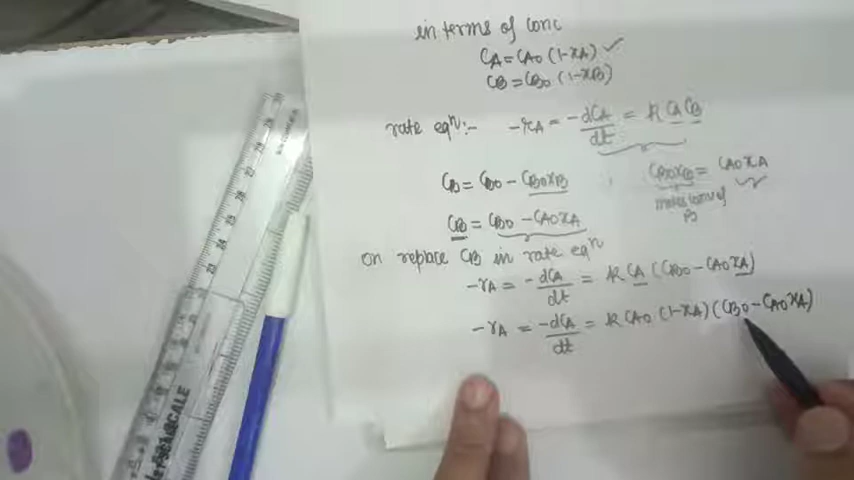 in terms of conc
CA = CA0 (1-xA) ✓
CB = CB0 (1-xB)
rate eqn:- -rA = -dCA/dt = k CA CB
CB = CB0 - CB0xB CB0xB = CA0xA
moles conv of B
CB = CB0 - CA0xA
on replace CB in rate eqn
-rA = -dCA/dt = k CA (CB0 - CA0xA)
-rA = -dCA/dt = k CA0 (1-xA) (CB0 - CA0xA)
SCALE